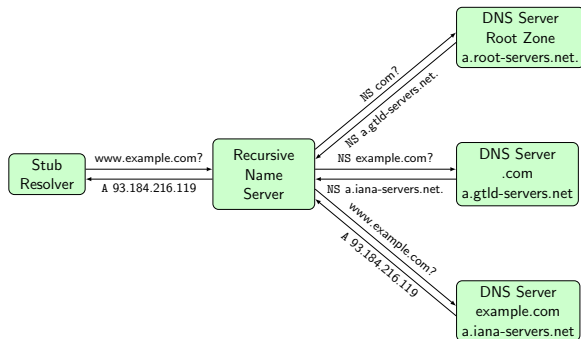 DNS Server
Root Zone
a.root-servers.net.
NS com?
NS a.gtld-servers.net.
Stub
Resolver
www.example.com?
A 93.184.216.119
Recursive
Name
Server
NS example.com?
NS a.iana-servers.net.
DNS Server
.com
a.gtld-servers.net
www.example.com?
A 93.184.216.119
DNS Server
example.com
a.iana-servers.net